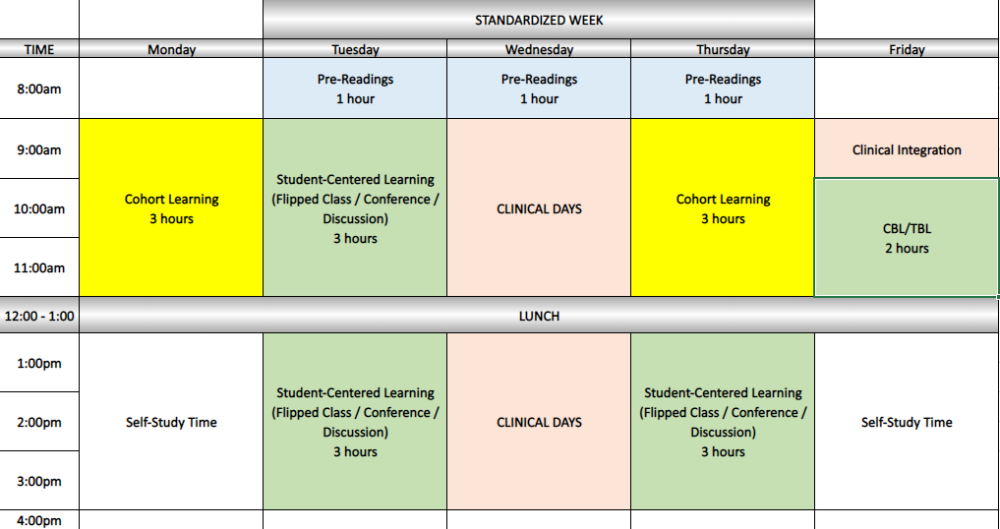 STANDARDIZED WEEK
TIME Monday Tuesday Wednesday Thursday Friday
8:00am
Pre-Readings
1 hour
Pre-Readings
1 hour
Pre-Readings
1 hour
9:00am
10:00am
11:00am
Cohort Learning
3 hours
Student-Centered Learning
(Flipped Class / Conference /
Discussion)
3 hours
CLINICAL DAYS
Cohort Learning
3 hours
Clinical Integration
CBL/TBL
2 hours
12:00 - 1:00 LUNCH
1:00pm
2:00pm
3:00pm
Self-Study Time
Student-Centered Learning
(Flipped Class / Conference /
Discussion)
3 hours
CLINICAL DAYS
Student-Centered Learning
(Flipped Class / Conference /
Discussion)
3 hours
Self-Study Time
4:00pm